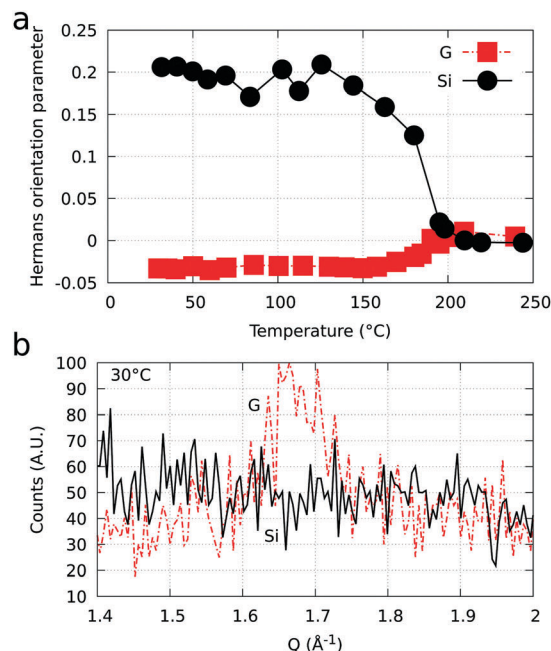 a
0.25
0.2
0.15
0.1
0.05
0
-0.05
Hermans orientation parameter
G
Si
0 50 100 150 200 250
Temperature (°C)
b
100
90
80
70
60
50
40
30
20
10
Counts (A.U.)
30°C
G
Si
1.4 1.5 1.6 1.7 1.8 1.9 2
Q (Å-1)